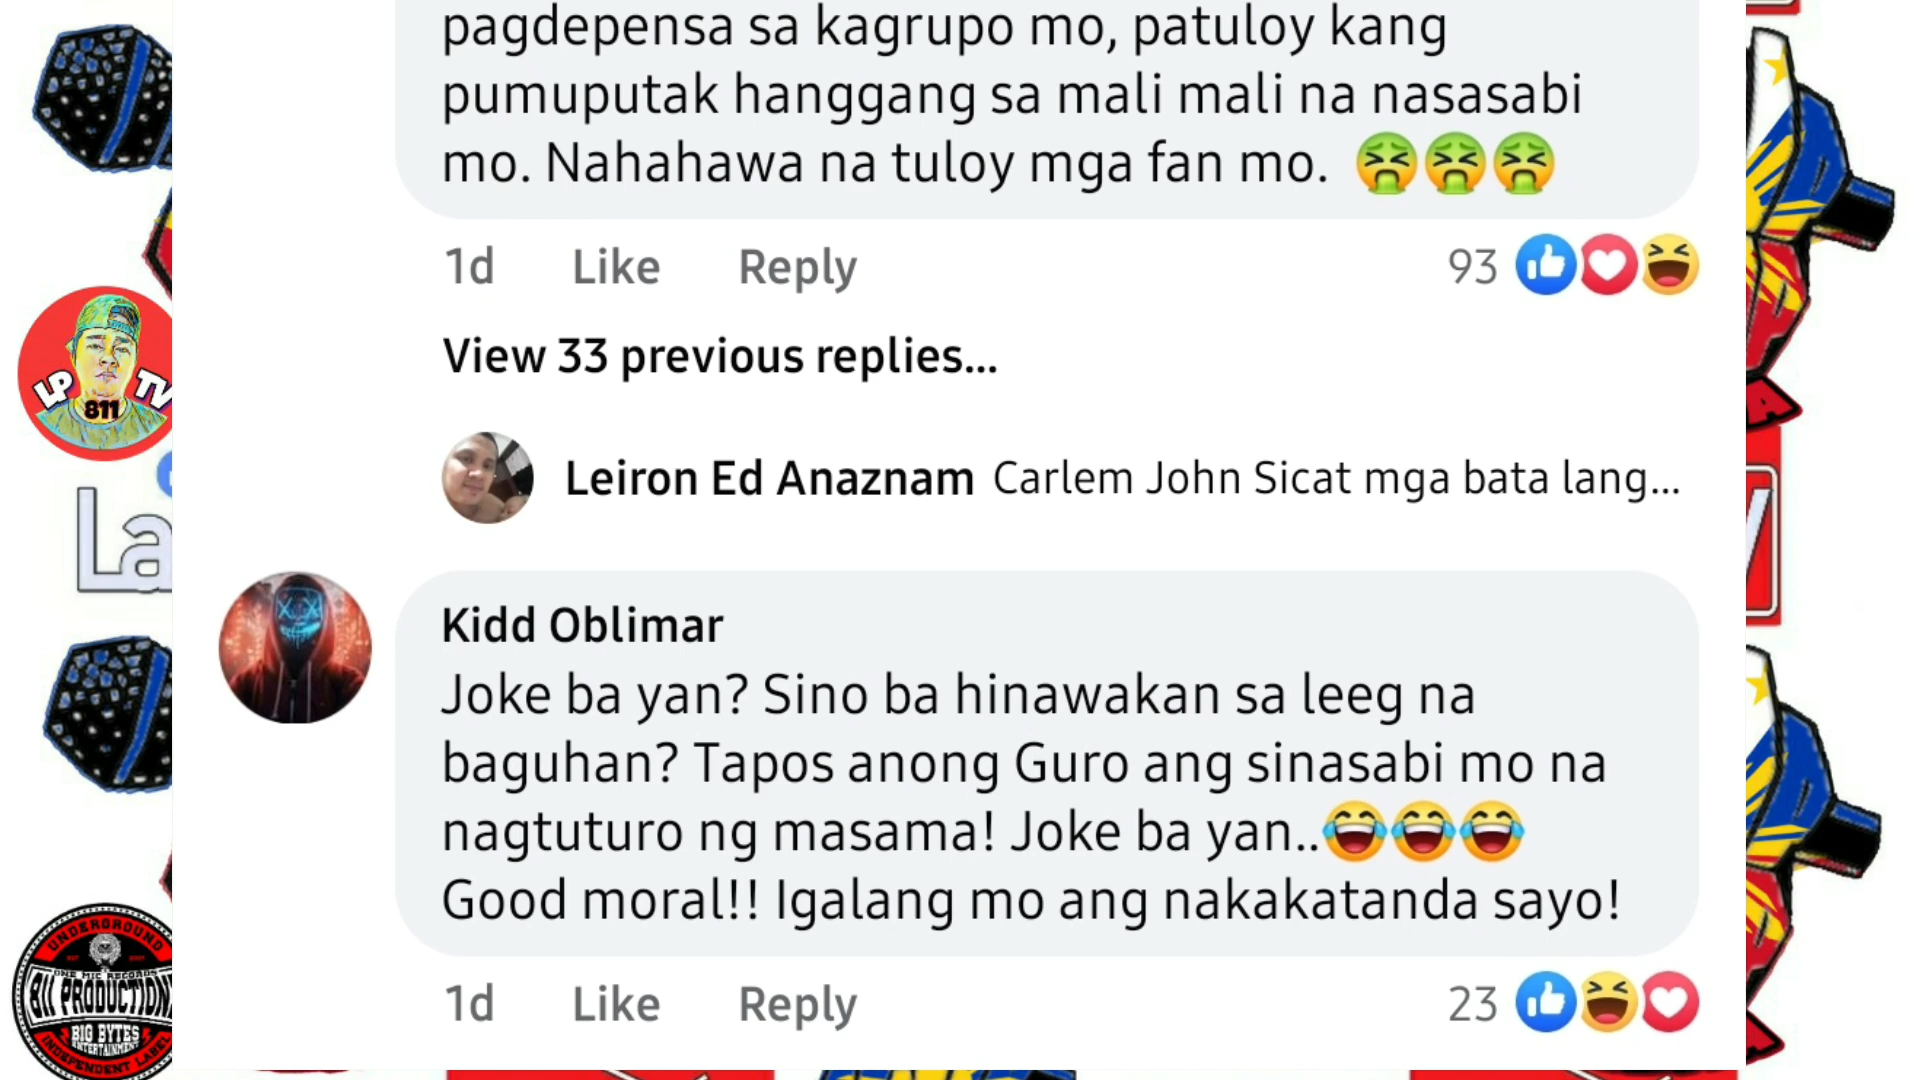 pagdepensa sa kagrupo mo, patuloy kang
pumuputak hanggang sa mali mali na nasasabi
mo. Nahahawa na tuloy mga fan mo. 🤮🤮🤮
1d Like Reply 93
View 33 previous replies...
Leiron Ed Anaznam Carlem John Sicat mga bata lang...
Kidd Oblimar
Joke ba yan? Sino ba hinawakan sa leeg na
baguhan? Tapos anong Guro ang sinasabi mo na
nagtuturo ng masama! Joke ba yan..😂😂😂
Good moral!! Igalang mo ang nakakatanda sayo!
1d Like Reply 23
LP TV
811
La
UNDERGROUND
ONE MIC RECORDS
811 PRODUCTION
BIG BYTES
ENTERTAINMENT
INDEPENDENT LABEL